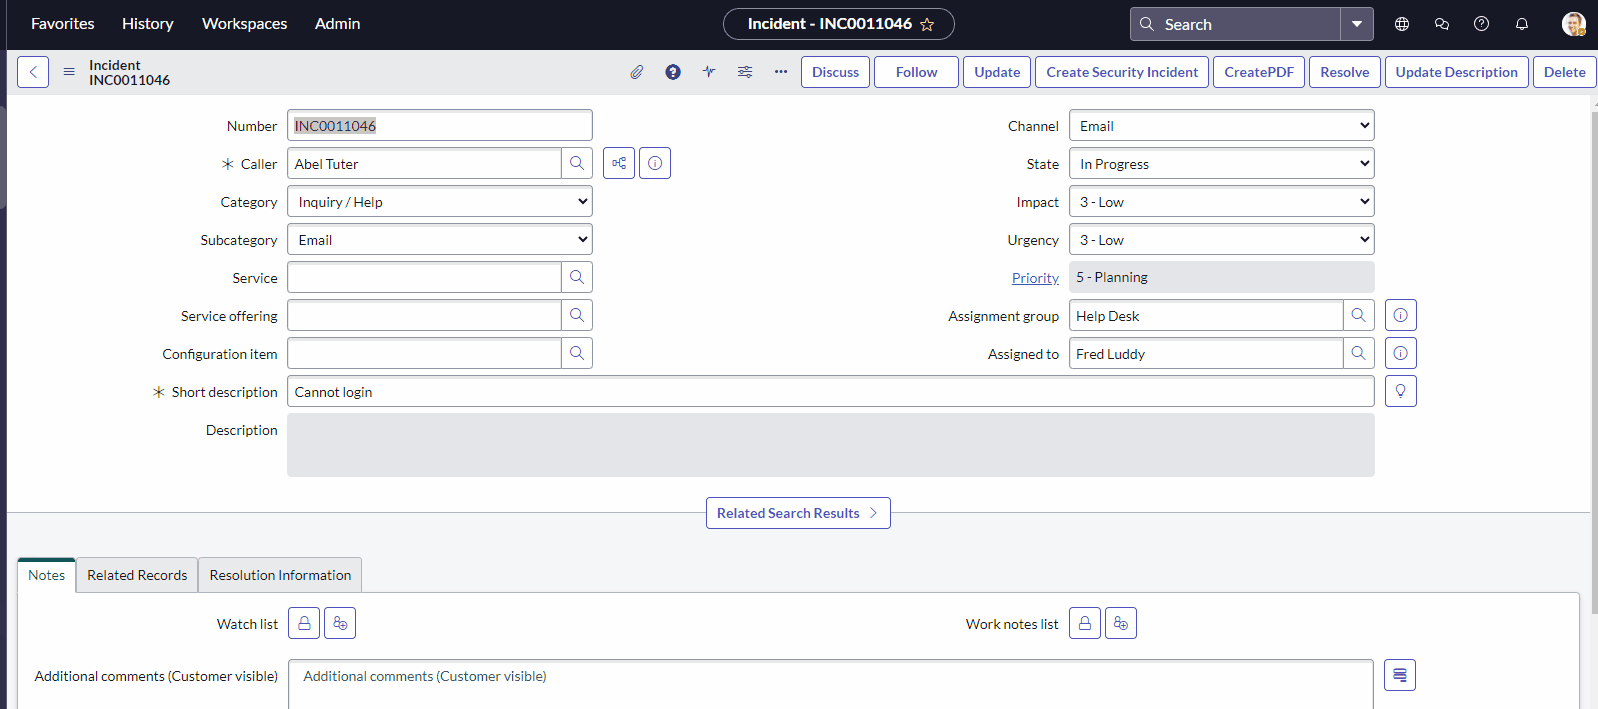 Favorites History Workspaces Admin Incident - INC0011046 Search
Incident
INC0011046
Discuss Follow Update Create Security Incident CreatePDF Resolve Update Description Delete
Number INC0011046 Channel Email
Caller Abel Tuter State In Progress
Category Inquiry / Help Impact 3 - Low
Subcategory Email Urgency 3 - Low
Service Priority 5 - Planning
Service offering Assignment group Help Desk
Configuration item Assigned to Fred Luddy
Short description Cannot login
Description
Related Search Results
Notes Related Records Resolution Information
Watch list Work notes list
Additional comments (Customer visible) Additional comments (Customer visible)